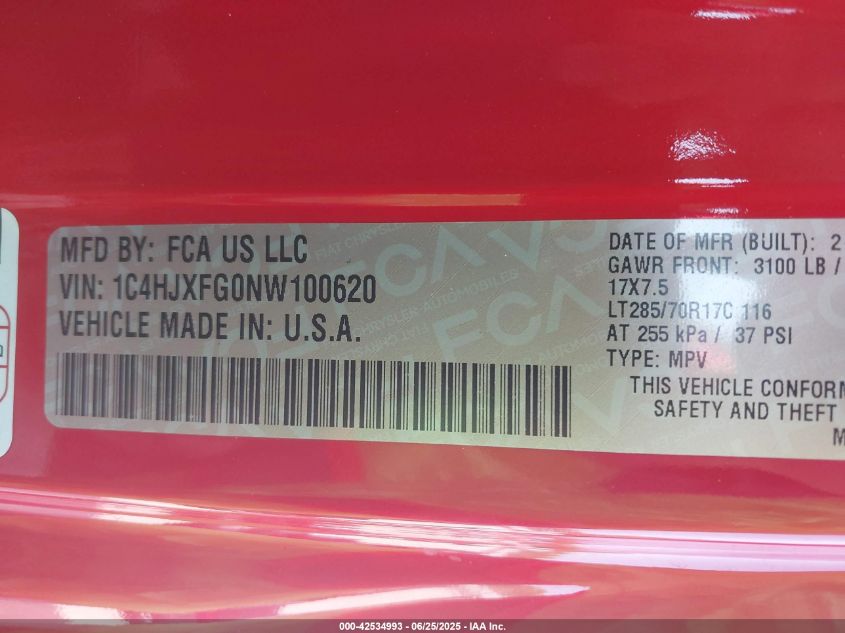 MFD BY: FCA US LLC
VIN: 1C4HJXFG0NW100620
VEHICLE MADE IN: U.S.A.
DATE OF MFR (BUILT): 2
GAWR FRONT: 3100 LB /
17X7.5
LT285/70R17C 116
AT 255 kPa / 37 PSI
TYPE: MPV
THIS VEHICLE CONFORM
SAFETY AND THEFT
M
000-42534993 - 06/25/2025 - IAA Inc.